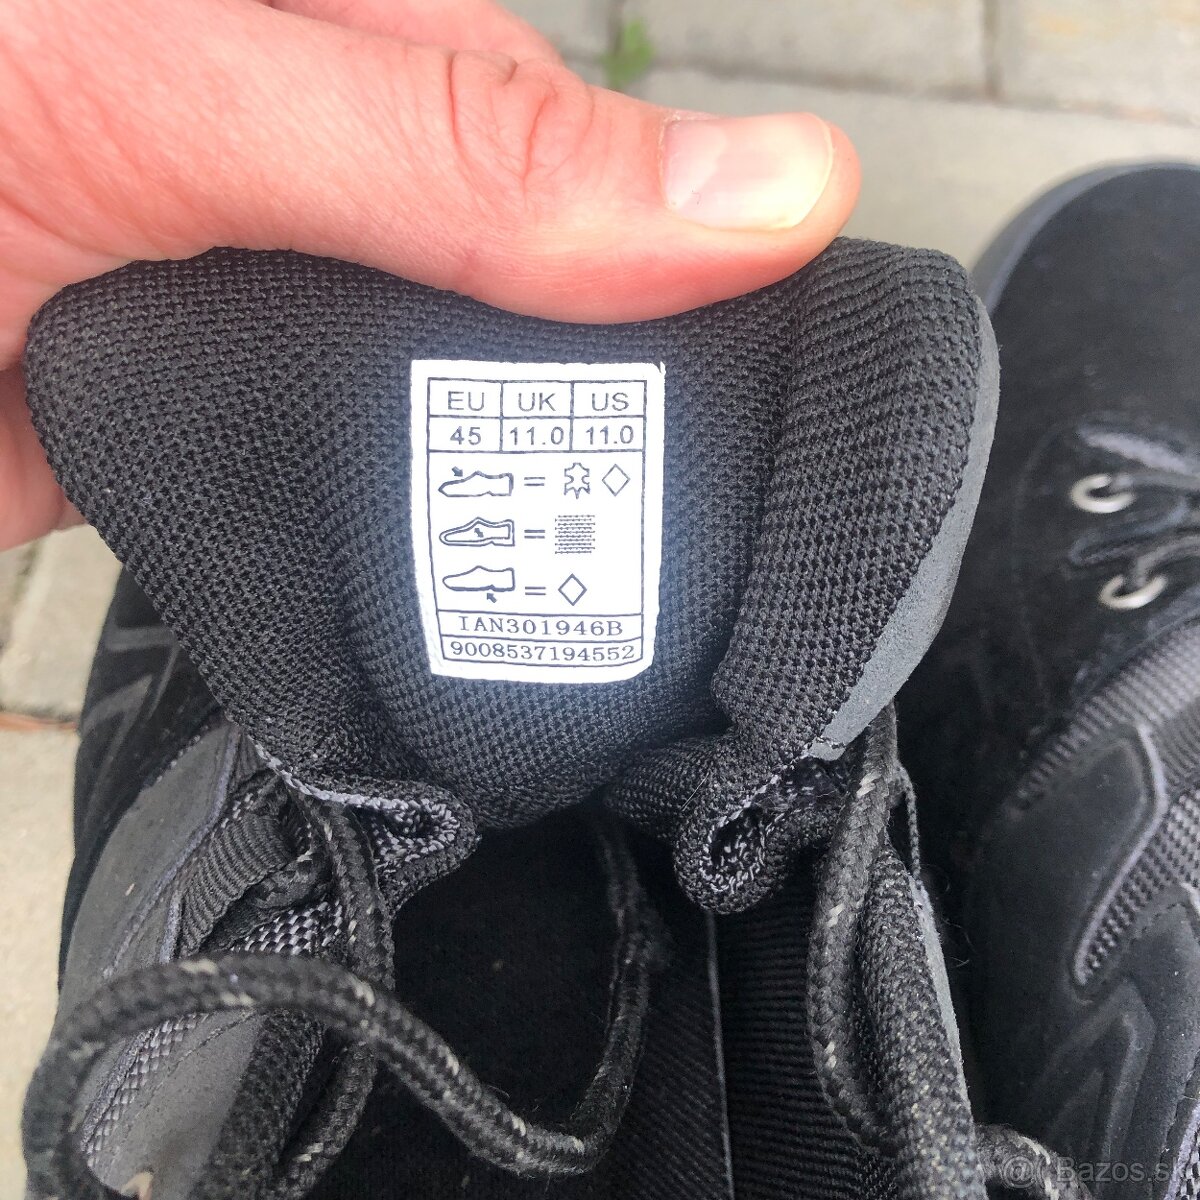 EU UK US
45 11.0 11.0
=
=
=
IAN301946B
9008537194552
Bazos.sk